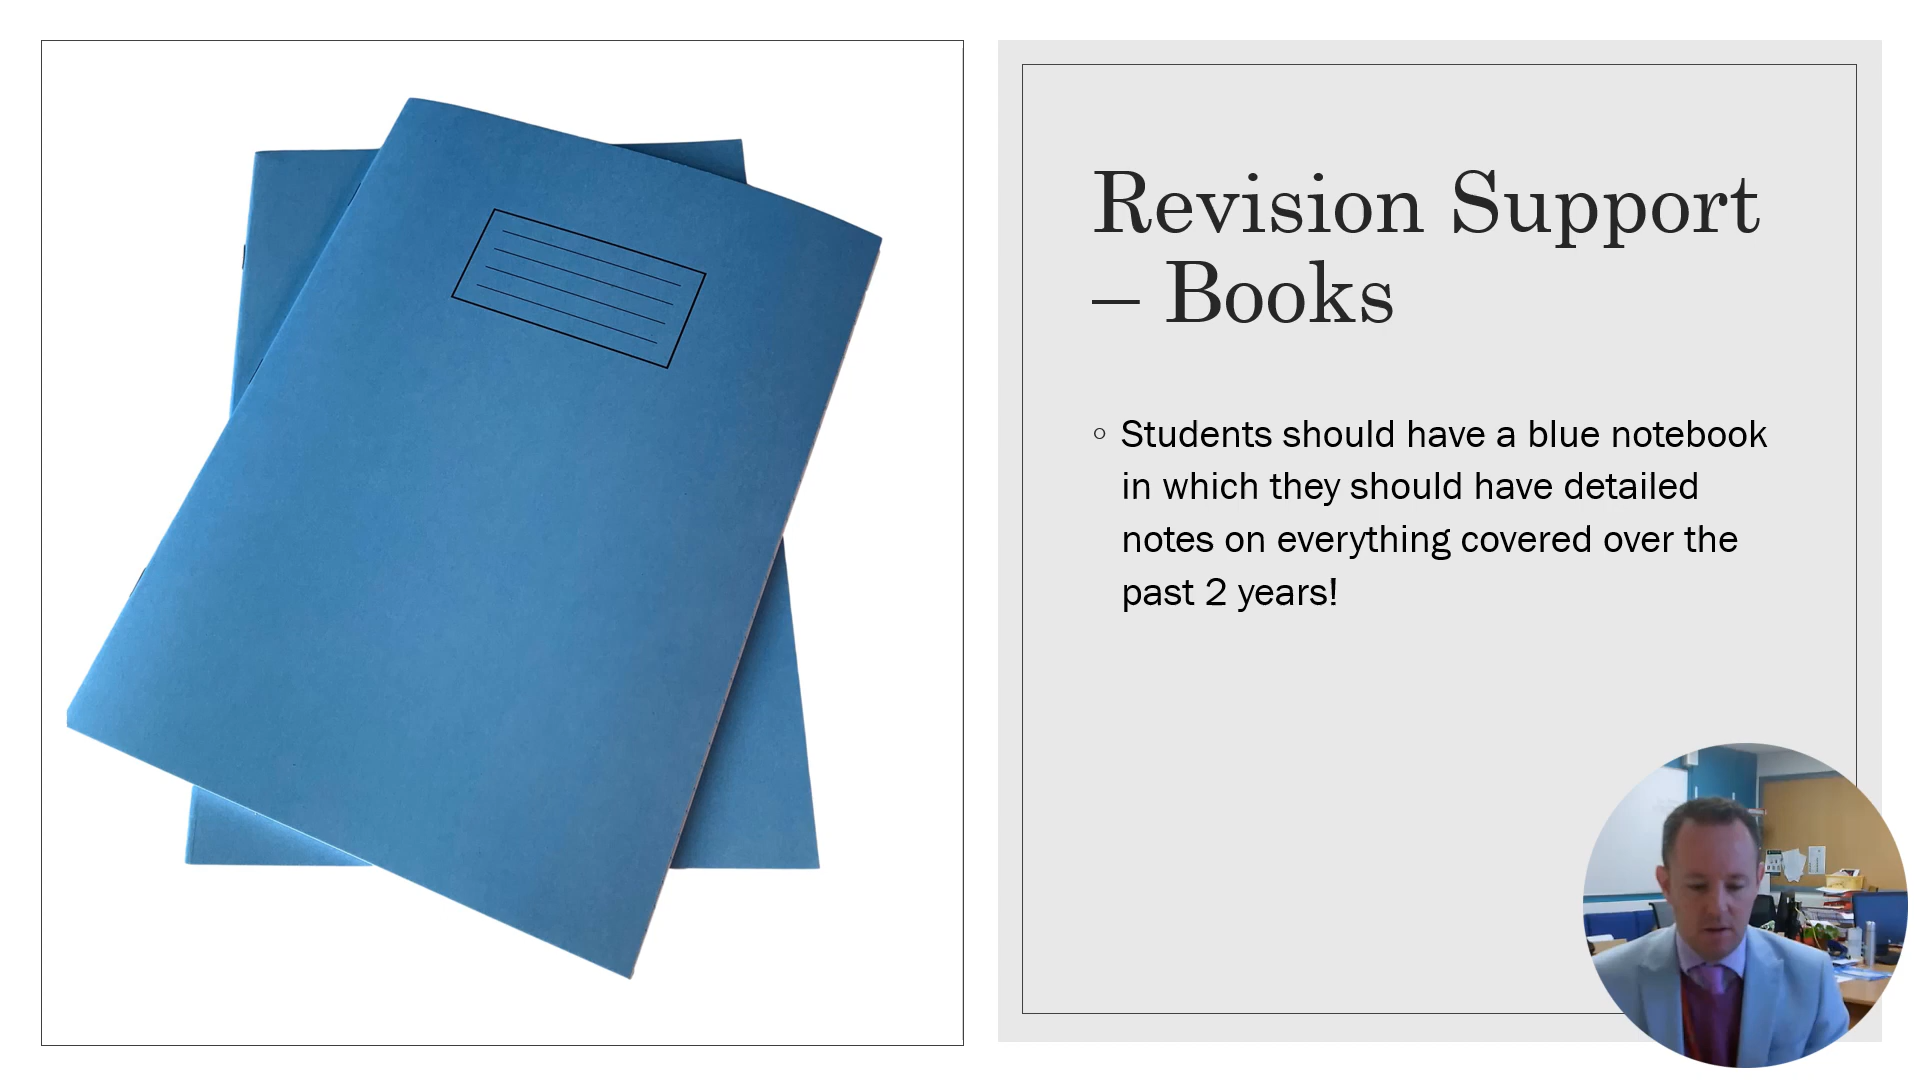 Revision Support
– Books
◦ Students should have a blue notebook
in which they should have detailed
notes on everything covered over the
past 2 years!